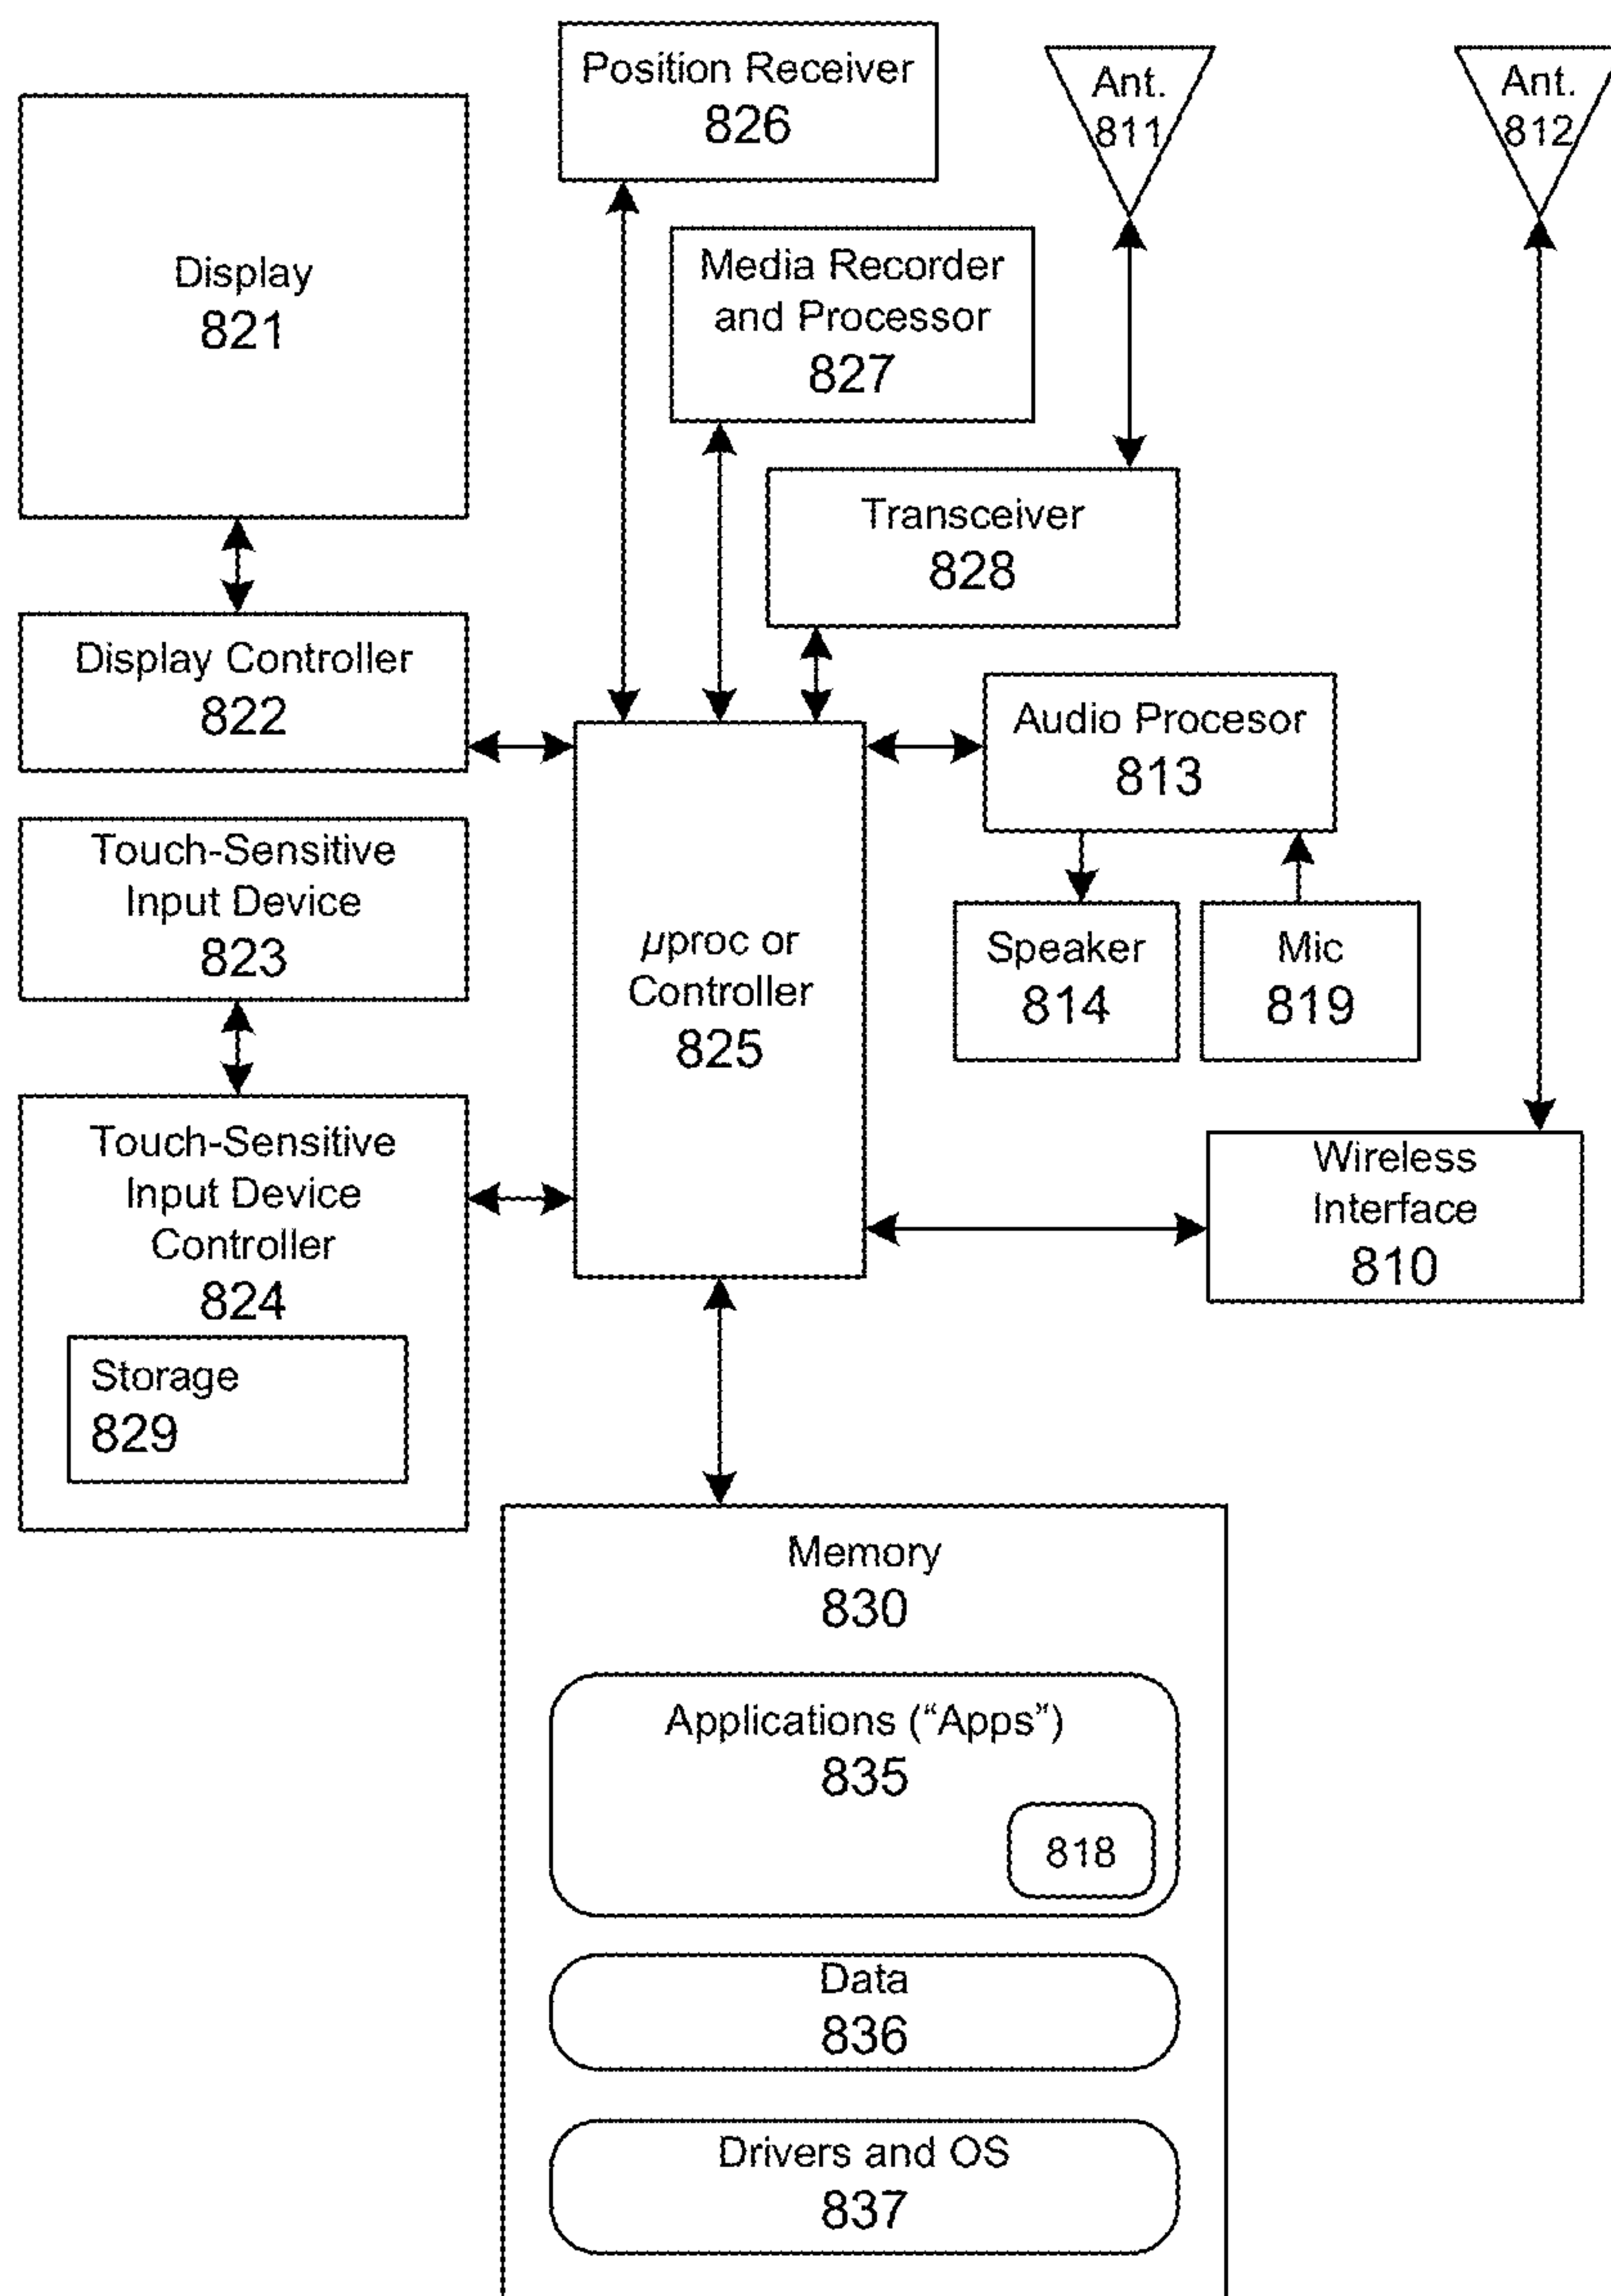 Position Receiver
826
Ant.
811
Ant.
812
Display
821
Media Recorder
and Processor
827
Transceiver
828
Display Controller
822
Audio Procesor
813
Touch-Sensitive
Input Device
823
µproc or
Controller
825
Speaker
814
Mic
819
Touch-Sensitive
Input Device
Controller
824
Storage
829
Wireless
Interface
810
Memory
830
Applications (“Apps”)
835
818
Data
836
Drivers and OS
837